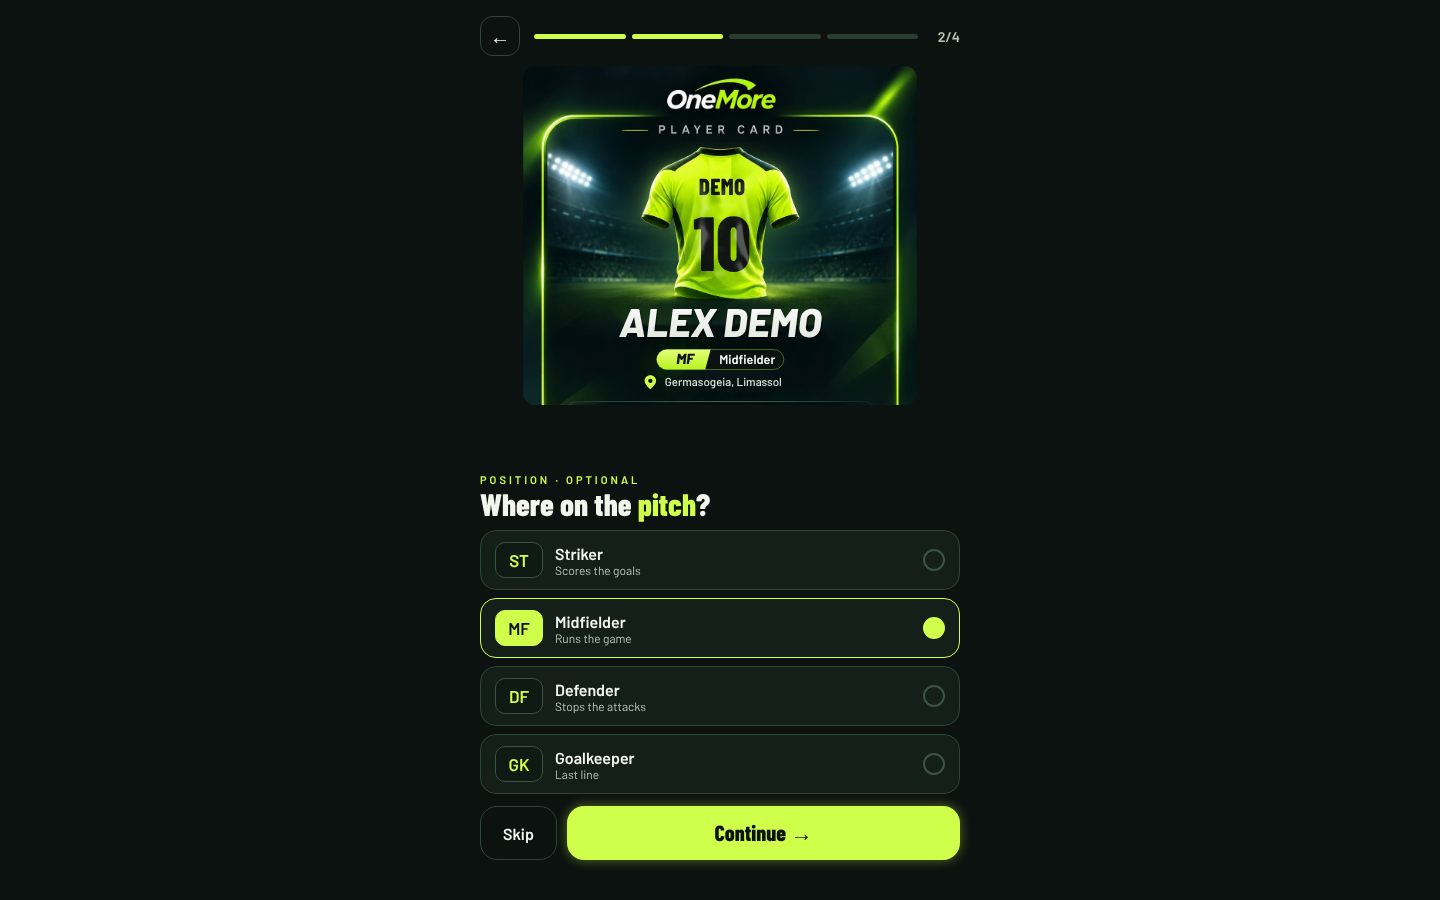 ←
2/4
OneMore
PLAYER CARD
DEMO
10
ALEX DEMO
MF Midfielder
Germasogeia, Limassol
POSITION · OPTIONAL
Where on the pitch?
ST Striker
Scores the goals
MF Midfielder
Runs the game
DF Defender
Stops the attacks
GK Goalkeeper
Last line
Skip
Continue →